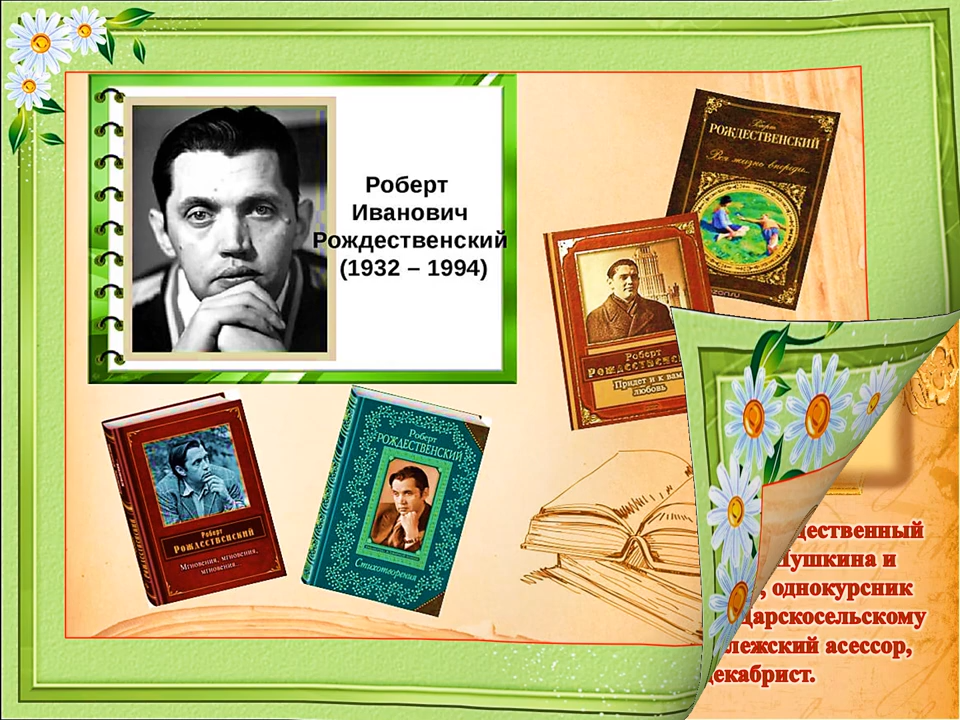 Роберт
Иванович
Рождественский
(1932 – 1994)
Роберт
РОЖДЕСТВЕНСКИЙ
Вся жизнь впереди...
Роберт
РОЖДЕСТВЕНС
Придет и к вам
любовь
Роберт
РОЖДЕСТВЕНСКИЙ
Мгновения, мгновения,
мгновения...
Роберт
РОЖДЕСТВЕНСКИЙ
Стихотворения
дественный
Пушкина и
, однокурсник
царскосельскому
лежский асессор,
декабрист.